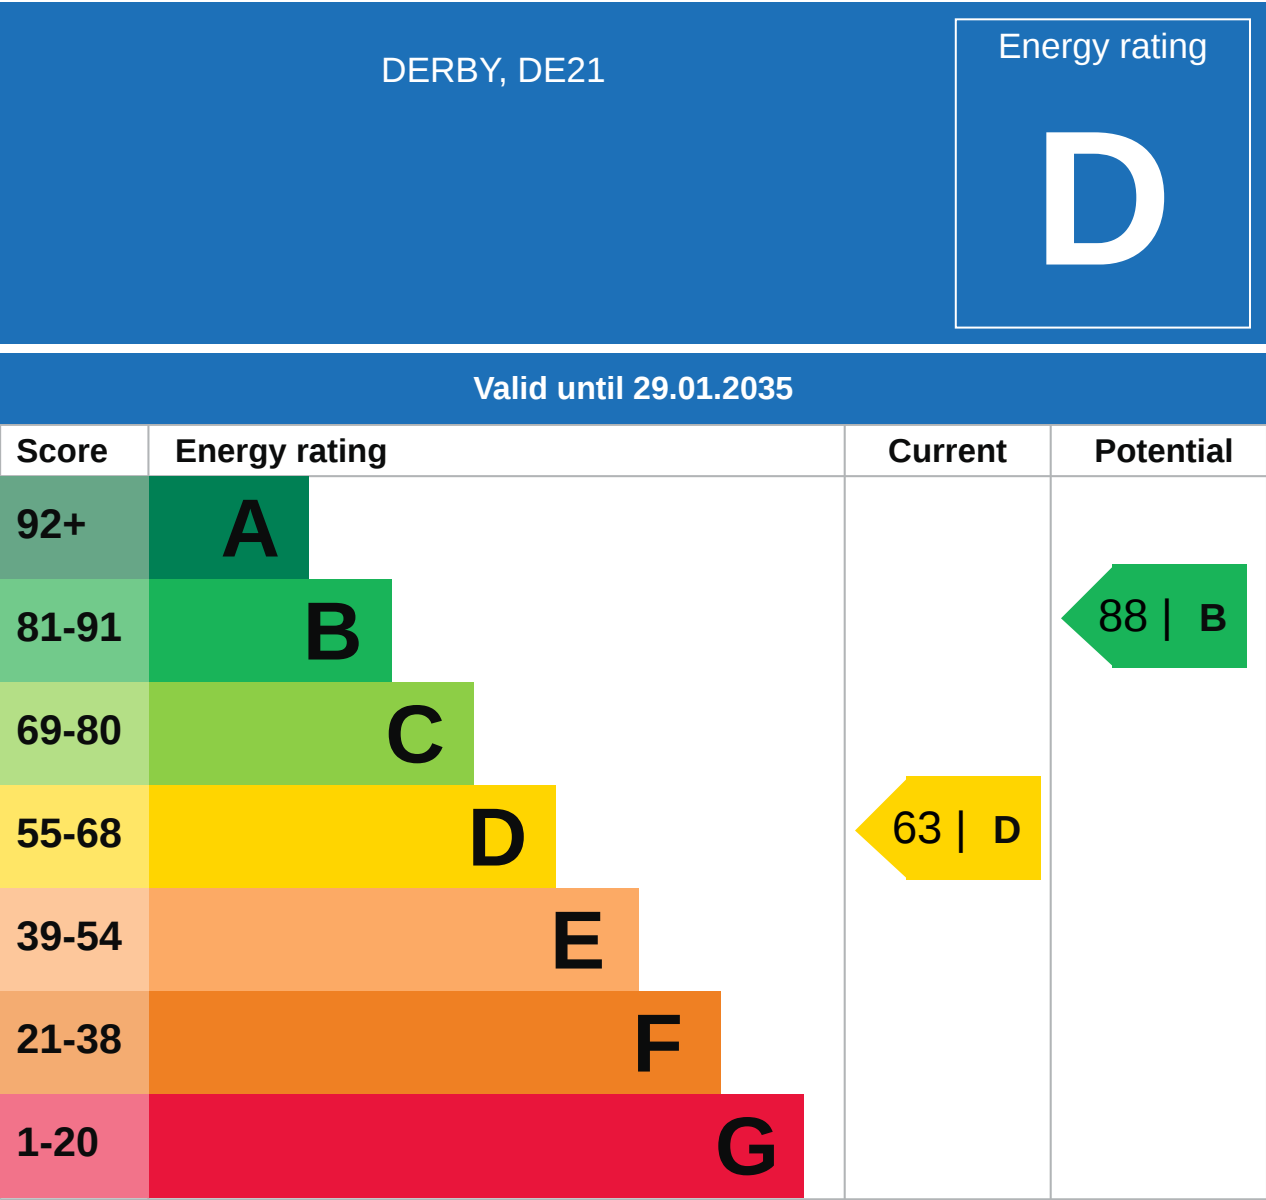 DERBY, DE21
Energy rating
D
Valid until 29.01.2035
Score Energy rating Current Potential
92+ A
81-91 B 88 | B
69-80 C
55-68 D 63 | D
39-54 E
21-38 F
1-20 G